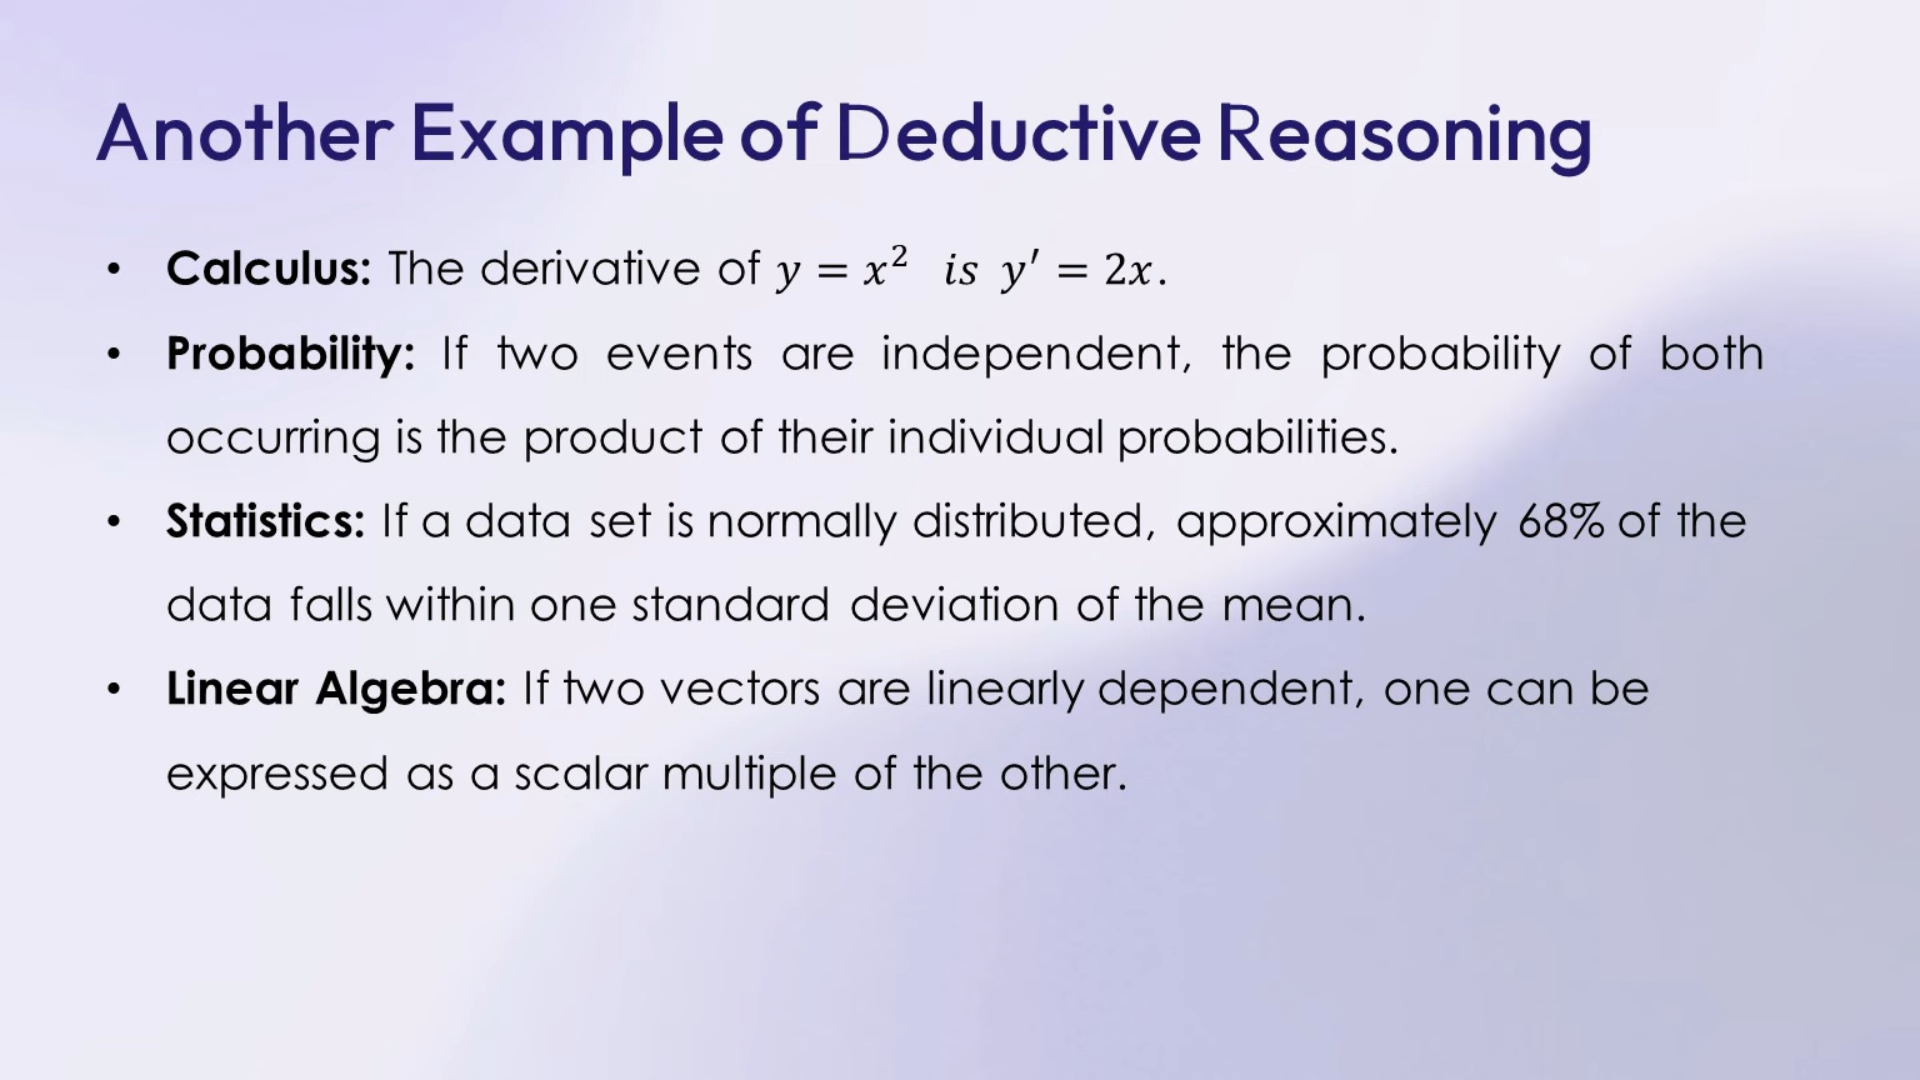 Another Example of Deductive Reasoning
• Calculus: The derivative of y = x² is y′ = 2x.
• Probability: If two events are independent, the probability of both
occurring is the product of their individual probabilities.
• Statistics: If a data set is normally distributed, approximately 68% of the
data falls within one standard deviation of the mean.
• Linear Algebra: If two vectors are linearly dependent, one can be
expressed as a scalar multiple of the other.